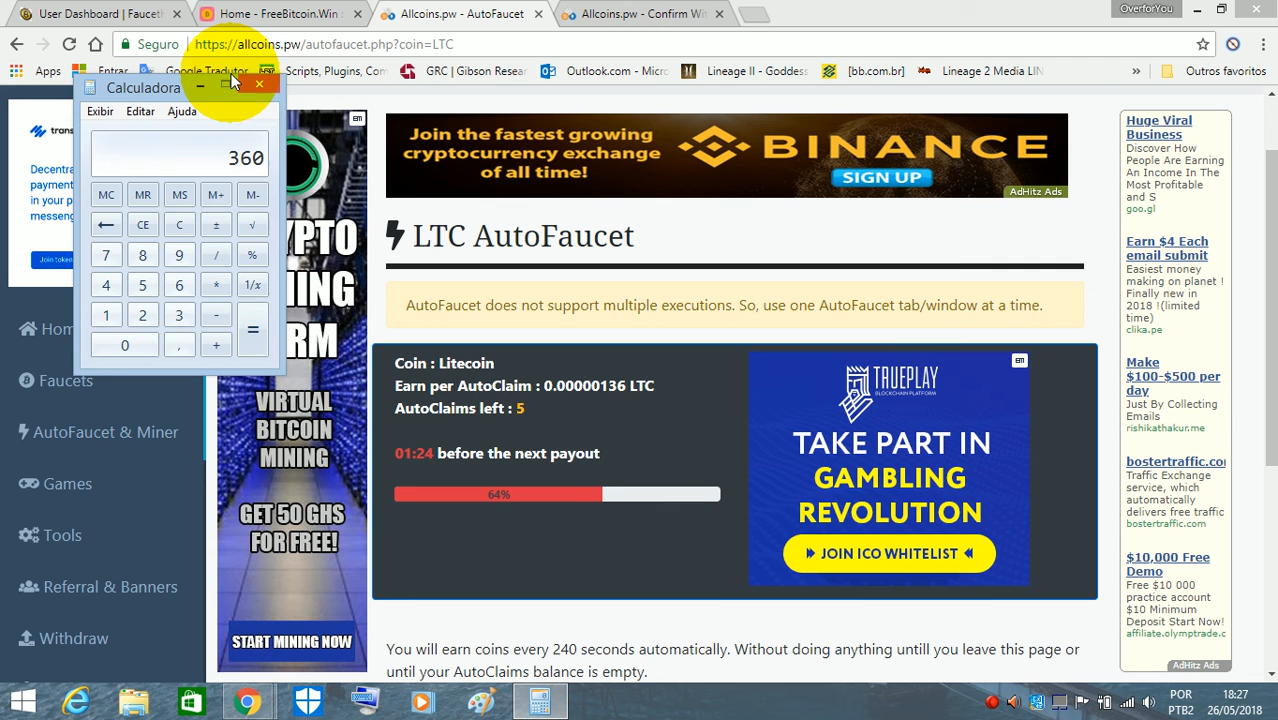 User Dashboard | Fauceth
Home - FreeBitcoin.Win s
Allcoins.pw - AutoFaucet
Allcoins.pw - Confirm Wit
OverforYou
Seguro
https://allcoins.pw/autofaucet.php?coin=LTC
Apps
Entrar
Google Tradutor
Scripts, Plugins, Com
GRC | Gibson Resea
Outlook.com - Micro
Lineage II - Goddess
[bb.com.br]
Lineage 2 Media LIN
»
Outros favoritos
Calculadora
Exibir Editar Ajuda
360
MC MR MS M+ M-
← CE C ± √
7 8 9 / %
4 5 6 * 1/x
1 2 3 - =
0 , +
Decentra
payment
in your p
messeng
Join token
Home
Faucets
AutoFaucet & Miner
Games
Tools
Referral & Banners
Withdraw
VIRTUAL
BITCOIN
MINING
GET 50 GHS
FOR FREE!
START MINING NOW
Join the fastest growing
cryptocurrency exchange
of all time!
BINANCE
SIGN UP
AdHitz Ads
LTC AutoFaucet
AutoFaucet does not support multiple executions. So, use one AutoFaucet tab/window at a time.
Coin : Litecoin
Earn per AutoClaim : 0.00000136 LTC
AutoClaims left : 5
01:24 before the next payout
64%
TRUEPLAY
BLOCKCHAIN PLATFORM
TAKE PART IN
GAMBLING
REVOLUTION
JOIN ICO WHITELIST
You will earn coins every 240 seconds automatically. Without doing anything until you leave this page or
until your AutoClaims balance is empty.
Huge Viral
Business
Discover How
People Are Earning
An Income In The
Most Profitable
and S
goo.gl
Earn $4 Each
email submit
Easiest money
making on planet !
Finally new in
2018 !(limited
time)
clika.pe
Make
$100-$500 per
day
Just By Collecting
Emails
rishikathakur.me
bostertraffic.co
Traffic Exchange
service, which
automatically
delivers free traffic
bostertraffic.com
$10,000 Free
Demo
Free $10 000
practice account
$10 Minimum
Deposit Start Now!
affiliate.olymptrade.c
AdHitz Ads
POR
PTB2
18:27
26/05/2018